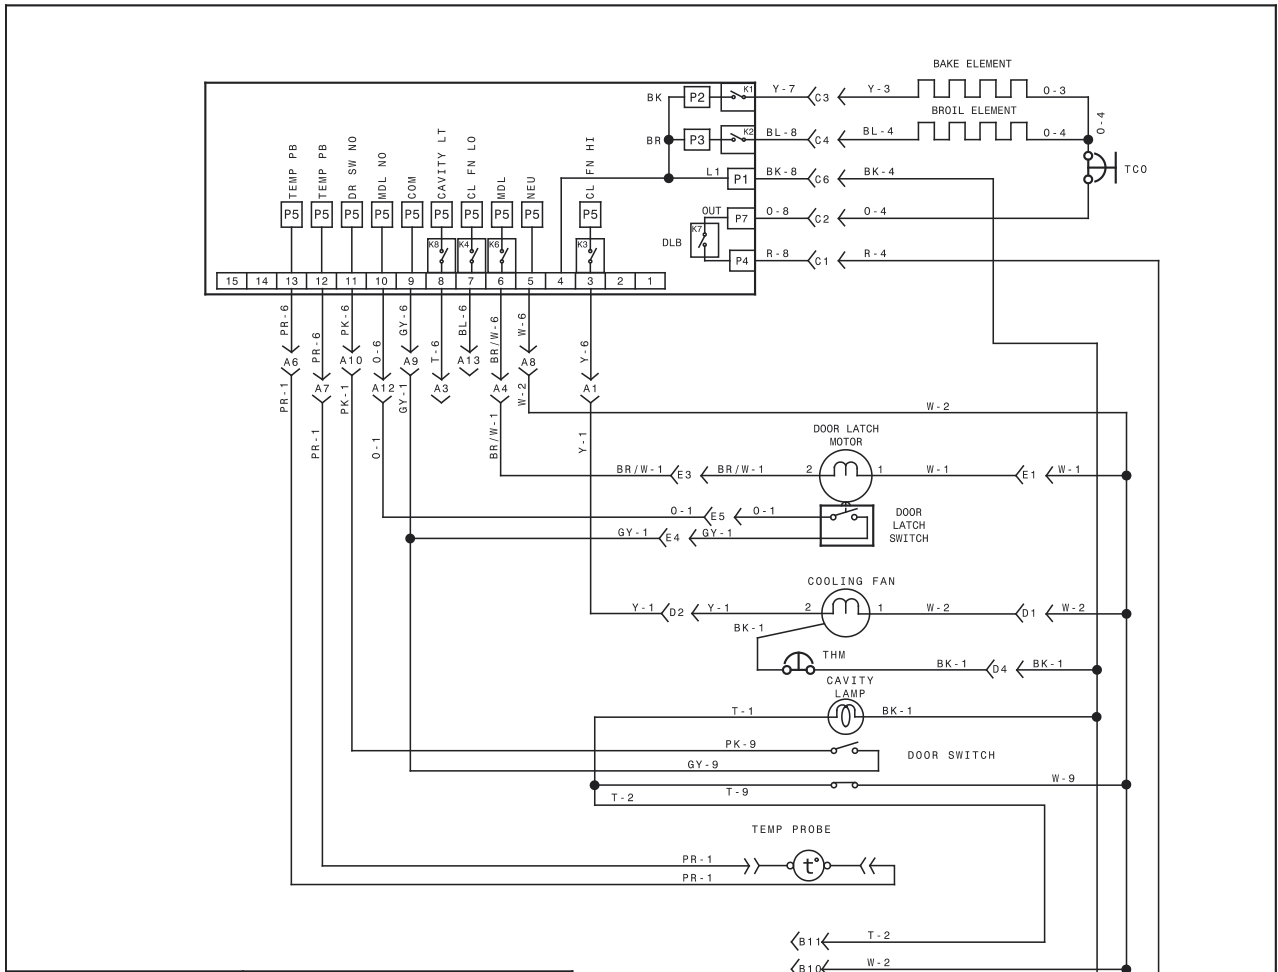 BAKE ELEMENT
BK P2 K1 Y-7 C3 Y-3 O-3
BROIL ELEMENT
O-4
BR P3 K2 BL-8 C4 BL-4 O-4
TCO
L1 P1 BK-8 C6 BK-4
OUT P7 O-8 C2 O-4
DLB K7
P4 R-8 C1 R-4
TEMP PB TEMP PB DR SW NO MDL NO COM CAVITY LT CL FN LO MDL NEU CL FN HI
P5 P5 P5 P5 P5 P5 P5 P5 P5 P5
K8 K4 K6 K3
15 14 13 12 11 10 9 8 7 6 5 4 3 2 1
PR-6 PR-6 PK-6 O-6 GY-6 T-6 BL-6 BR/W-6 W-6 Y-6
A6 A10 A9 A13 A8
A7 A12 A3 A4 A1
PR-1 PR-1 PK-1 O-1 GY-1 BR/W-1 W-2 Y-1
W-2
DOOR LATCH
MOTOR
BR/W-1 E3 BR/W-1 2 1 W-1 E1 W-1
O-1 E5 O-1
DOOR
LATCH
SWITCH
GY-1 E4 GY-1
COOLING FAN
Y-1 D2 Y-1 2 1 W-2 D1 W-2
BK-1
THM
BK-1 D4 BK-1
CAVITY
LAMP
T-1 BK-1
PK-9
DOOR SWITCH
GY-9
T-9 W-9
T-2
TEMP PROBE
PR-1 t°
PR-1
B11 T-2
B10 W-2